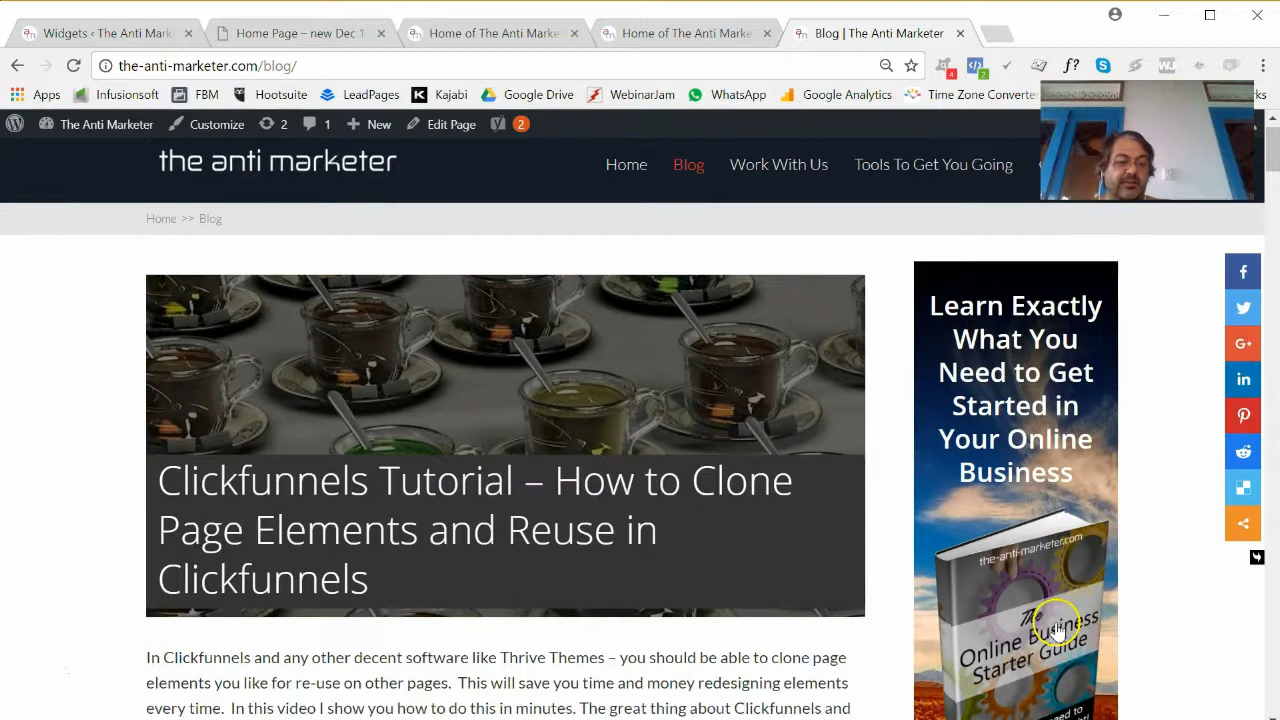 Widgets ‹ The Anti Mark
Home Page – new Dec 1
Home of The Anti Marke
Home of The Anti Marke
Blog | The Anti Marketer
the-anti-marketer.com/blog/
4
2
f?
Apps
Infusionsoft
FBM
Hootsuite
LeadPages
Kajabi
Google Drive
WebinarJam
WhatsApp
Google Analytics
Time Zone Converte
ks
The Anti Marketer
Customize
2
1
New
Edit Page
2
the anti marketer
Home
Blog
Work With Us
Tools To Get You Going
Home >> Blog
Clickfunnels Tutorial – How to Clone
Page Elements and Reuse in
Clickfunnels
In Clickfunnels and any other decent software like Thrive Themes – you should be able to clone page
elements you like for re-use on other pages. This will save you time and money redesigning elements
every time. In this video I show you how to do this in minutes. The great thing about Clickfunnels and
Learn Exactly
What You
Need to Get
Started in
Your Online
Business
the-anti-marketer.com
The
Online Business
Starter Guide